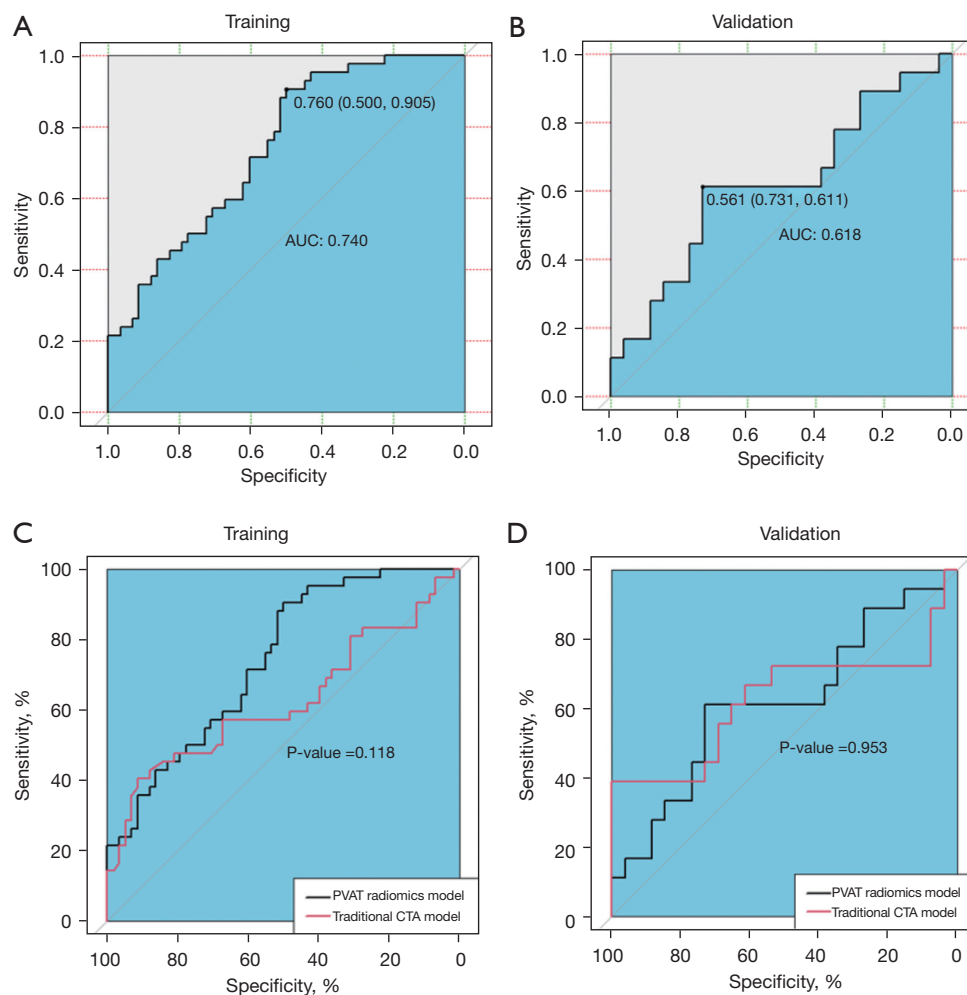 A
Training
1.0
0.8
0.6
0.4
0.2
0.0
Sensitivity
0.760 (0.500, 0.905)
AUC: 0.740
1.0
0.8
0.6
0.4
0.2
0.0
Specificity
B
Validation
1.0
0.8
0.6
0.4
0.2
0.0
Sensitivity
0.561 (0.731, 0.611)
AUC: 0.618
1.0
0.8
0.6
0.4
0.2
0.0
Specificity
C
Training
100
80
60
40
20
0
Sensitivity, %
P-value =0.118
PVAT radiomics model
Traditional CTA model
100
80
60
40
20
0
Specificity, %
D
Validation
100
80
60
40
20
0
Sensitivity, %
P-value =0.953
PVAT radiomics model
Traditional CTA model
100
80
60
40
20
0
Specificity, %